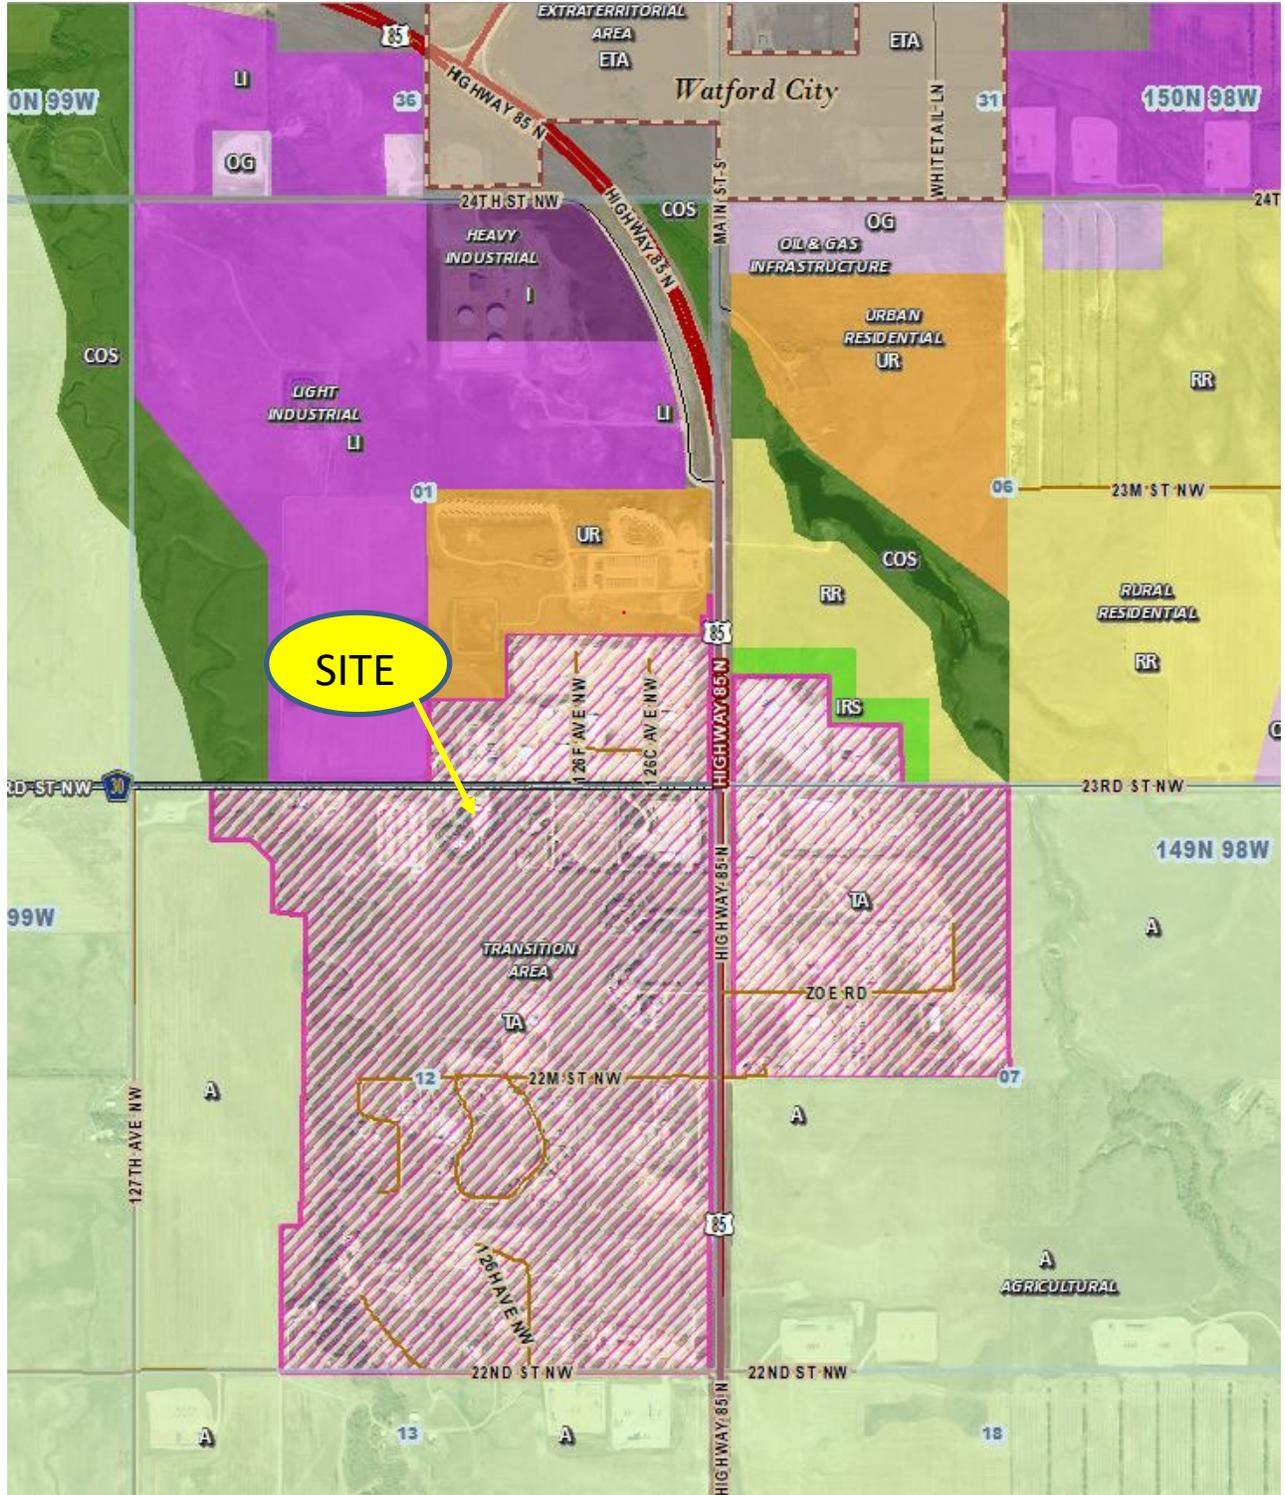 EXTRATERRITORIAL
AREA
ETA
ETA
85
LI
HIGHWAY 85 N
Watford City
0N 99W
36
31
150N 98W
WHITETAIL LN
OG
MAIN ST S
24TH ST NW
24T
HIGHWAY 85 N
COS
OG
HEAVY
INDUSTRIAL
OIL & GAS
INFRASTRUCTURE
I
URBAN
RESIDENTIAL
UR
COS
RR
LIGHT
INDUSTRIAL
LI
LI
01
06
23M ST NW
UR
COS
RR
RURAL
RESIDENTIAL
85
SITE
RR
126F AVE NW
126C AVE NW
HIGHWAY 85 N
IRS
RD ST NW
30
23RD ST NW
HIGHWAY 85 N
149N 98W
99W
TA
A
TRANSITION
AREA
ZOE RD
TA
12
22M ST NW
07
A
A
127TH AVE NW
85
126H AVE NW
A
AGRICULTURAL
22ND ST NW
22ND ST NW
HIGHWAY 85 N
A
13
A
18